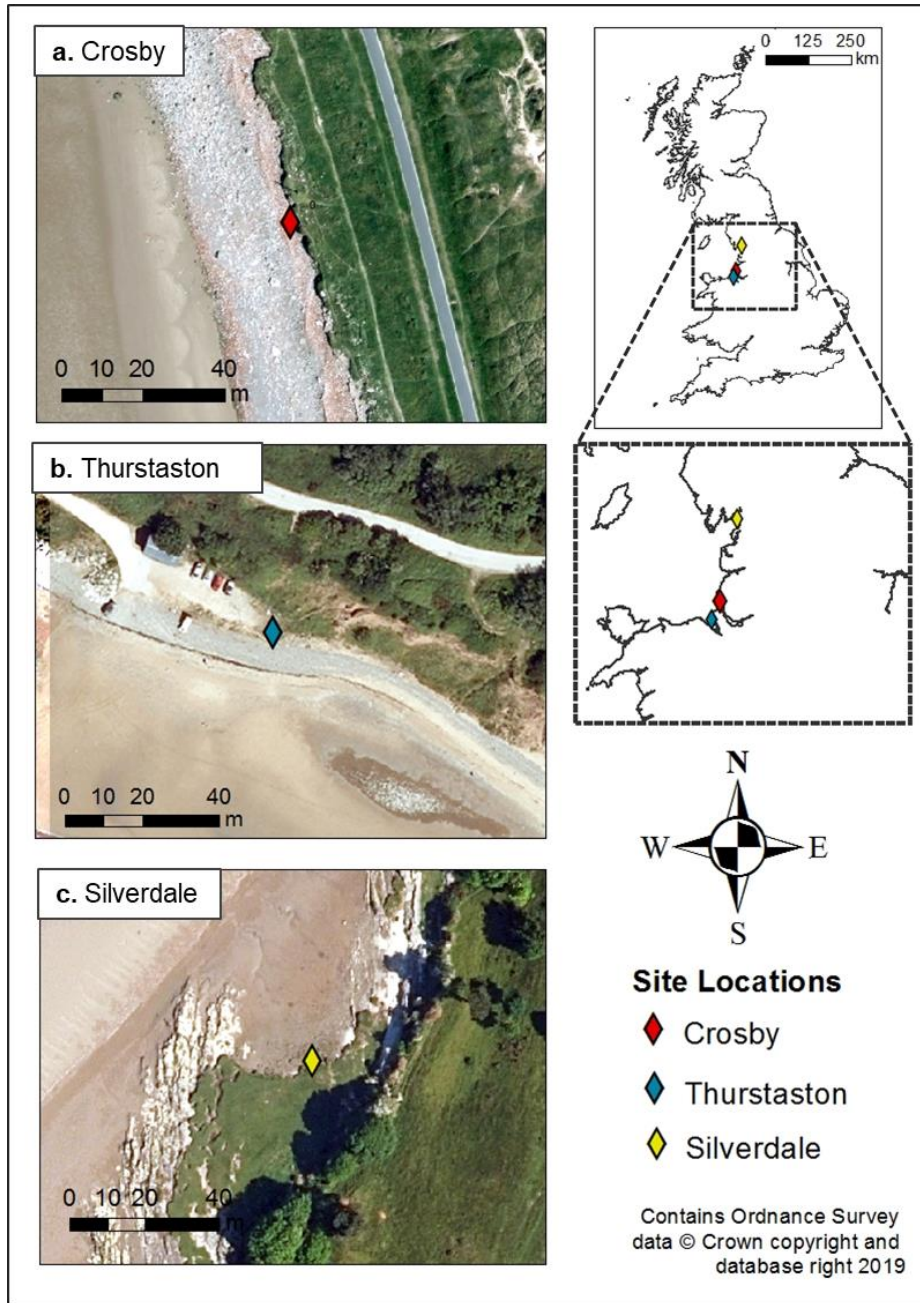 a. Crosby
0
0 10 20 40
m
b. Thurstaston
0 10 20 40
m
c. Silverdale
0 10 20 40
m
0 125 250
km
N
W E
S
Site Locations
Crosby
Thurstaston
Silverdale
Contains Ordnance Survey
data © Crown copyright and
database right 2019